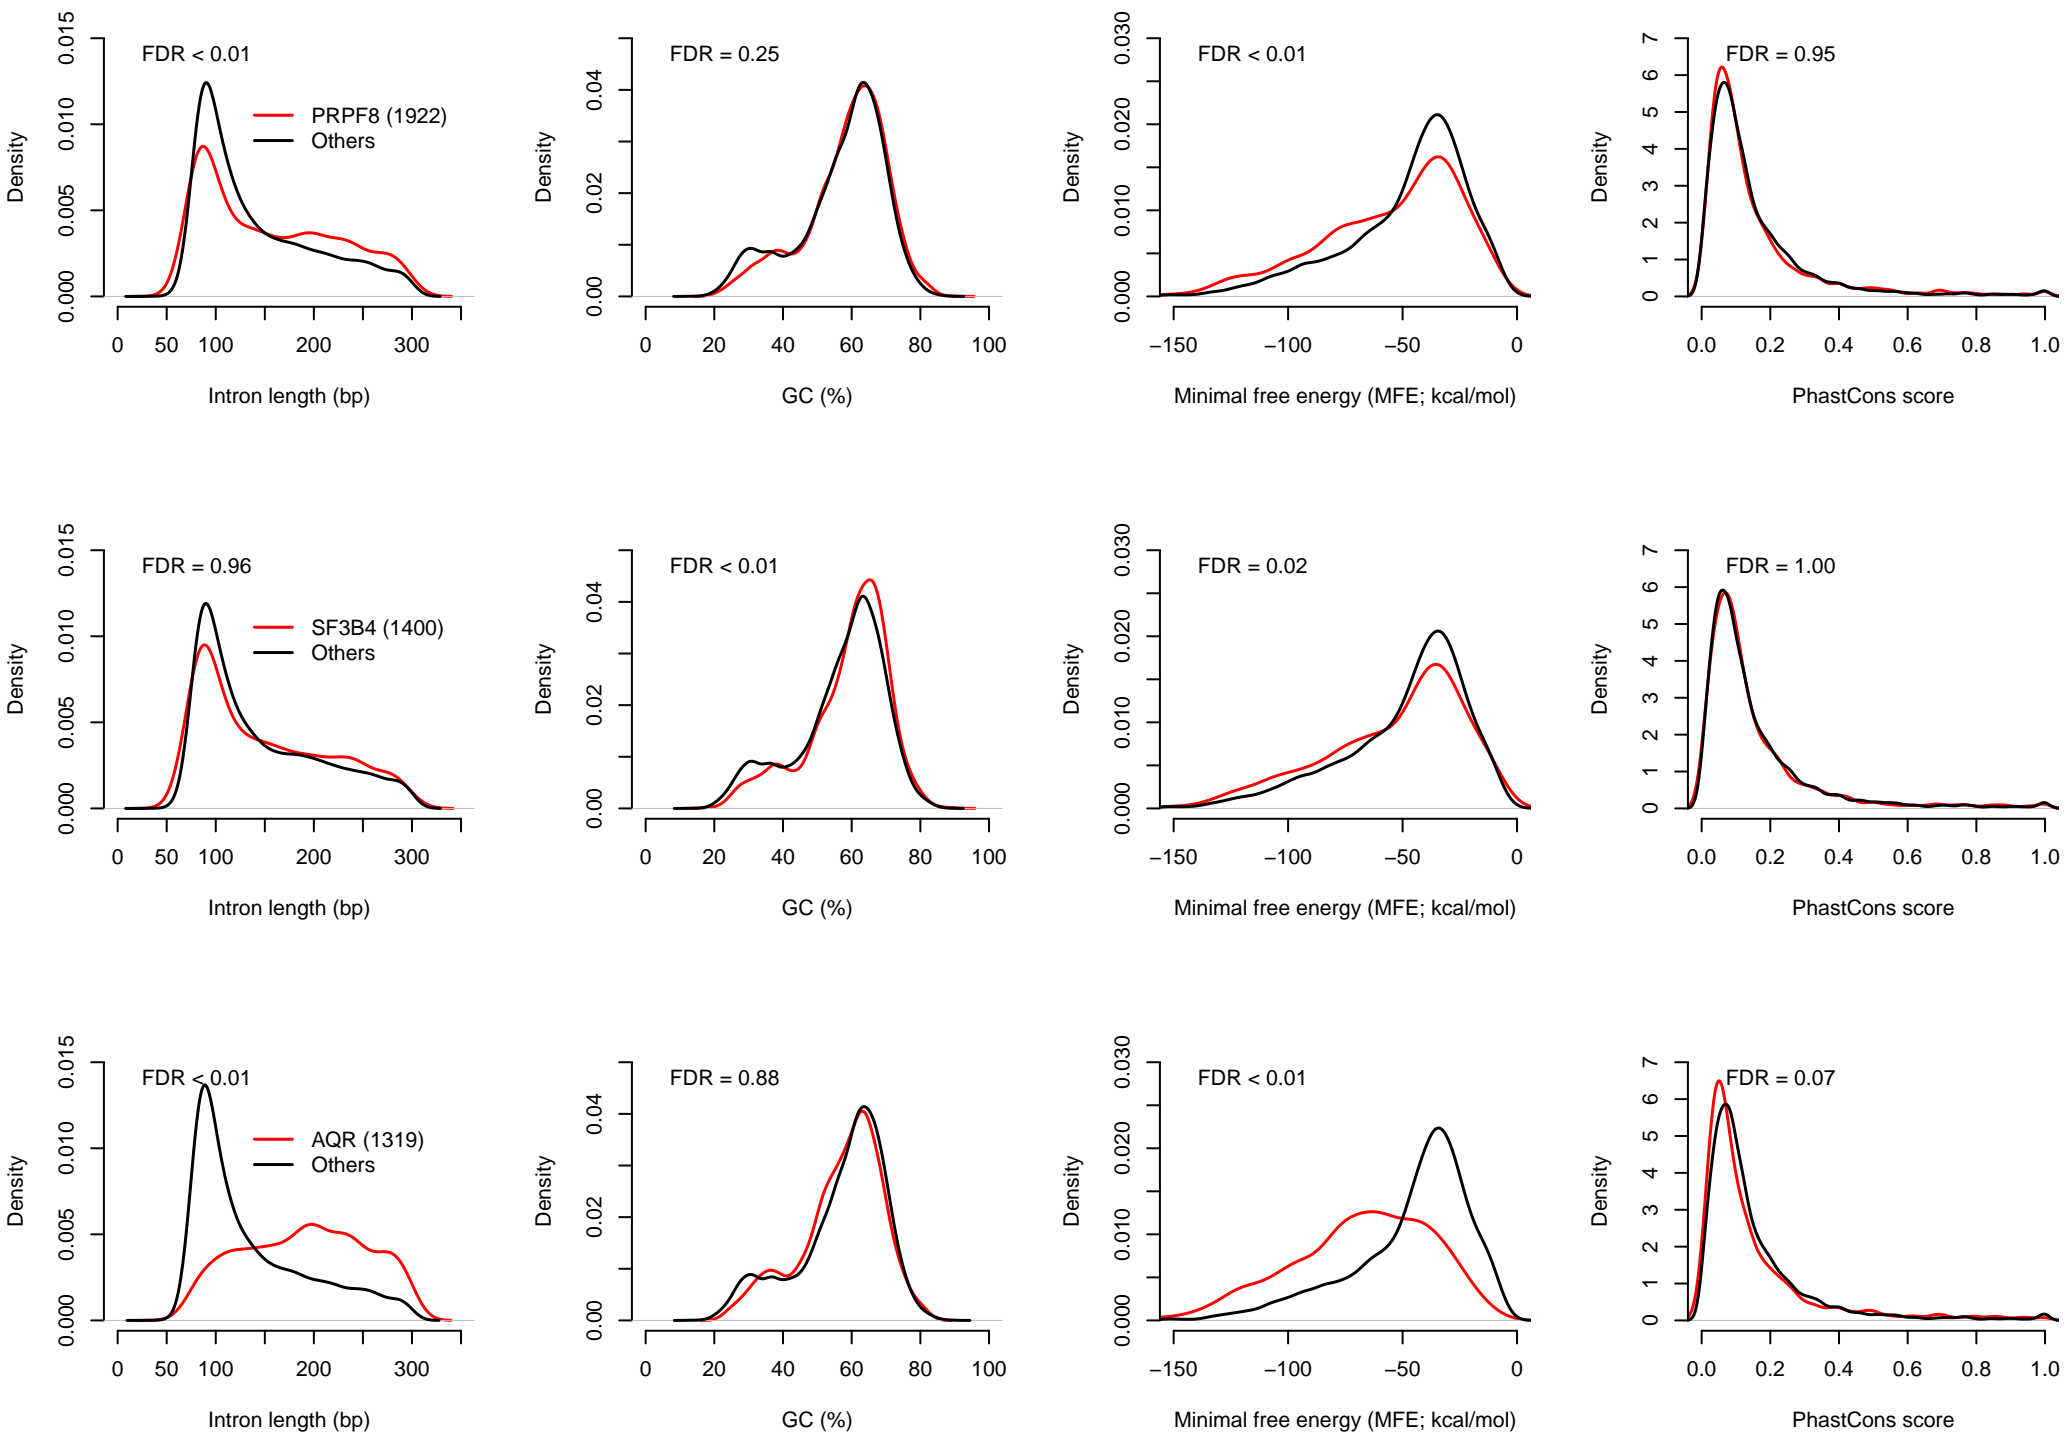 Density
0.000 0.005 0.010 0.015
FDR < 0.01
PRPF8 (1922)
Others
0 50 100 200 300
Intron length (bp)
Density
0.00 0.02 0.04
FDR = 0.25
0 20 40 60 80 100
GC (%)
Density
0.000 0.010 0.020 0.030
FDR < 0.01
−150 −100 −50 0
Minimal free energy (MFE; kcal/mol)
Density
0 1 2 3 4 5 6 7
FDR = 0.95
0.0 0.2 0.4 0.6 0.8 1.0
PhastCons score
Density
0.000 0.005 0.010 0.015
FDR = 0.96
SF3B4 (1400)
Others
0 50 100 200 300
Intron length (bp)
Density
0.00 0.02 0.04
FDR < 0.01
0 20 40 60 80 100
GC (%)
Density
0.000 0.010 0.020 0.030
FDR = 0.02
−150 −100 −50 0
Minimal free energy (MFE; kcal/mol)
Density
0 1 2 3 4 5 6 7
FDR = 1.00
0.0 0.2 0.4 0.6 0.8 1.0
PhastCons score
Density
0.000 0.005 0.010 0.015
FDR < 0.01
AQR (1319)
Others
0 50 100 200 300
Intron length (bp)
Density
0.00 0.02 0.04
FDR = 0.88
0 20 40 60 80 100
GC (%)
Density
0.000 0.010 0.020 0.030
FDR < 0.01
−150 −100 −50 0
Minimal free energy (MFE; kcal/mol)
Density
0 1 2 3 4 5 6 7
FDR = 0.07
0.0 0.2 0.4 0.6 0.8 1.0
PhastCons score